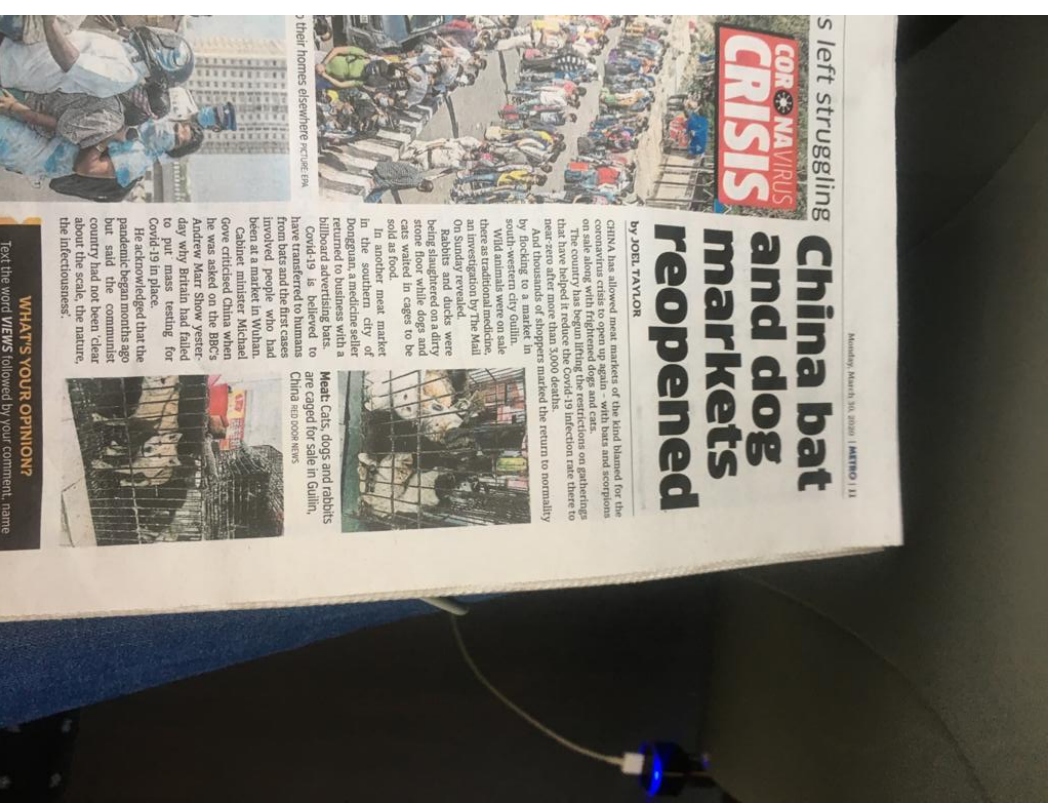 Monday, March 30, 2020 | METRO | 11
s left struggling
CORONAVIRUS
CRISIS
o their homes elsewhere PICTURE: EPA
China bat
and dog
markets
reopened
by JOEL TAYLOR
CHINA has allowed meat markets of the kind blamed for the
coronavirus crisis to open up again – with bats and scorpions
on sale along with frightened dogs and cats.
The country has begun lifting the restrictions on gatherings
that have helped it reduce the Covid-19 infection rate there to
near-zero after more than 3,000 deaths.
And thousands of shoppers marked the return to normality
by flocking to a market in
south-western city Guilin.
Wild animals were on sale
there as traditional medicine,
an investigation by The Mail
On Sunday revealed.
Rabbits and ducks were
being slaughtered on a dirty
stone floor while dogs and
cats waited in cages to be
sold as food.
In another meat market
in the southern city of
Dongguan, a medicine seller
returned to business with a
billboard advertising bats.
Covid-19 is believed to
have transferred to humans
from bats and the first cases
involved people who had
been at a market in Wuhan.
Cabinet minister Michael
Gove criticised China when
he was asked on the BBC's
Andrew Marr Show yester-
day why Britain had failed
to put mass testing for
Covid-19 in place.
He acknowledged that the
pandemic began months ago
but said the communist
country had not been 'clear
about the scale, the nature,
the infectiousness'.
Meat: Cats, dogs and rabbits
are caged for sale in Guilin,
China RED DOOR NEWS
WHAT'S YOUR OPINION?
Text the word VIEWS followed by your comment, name